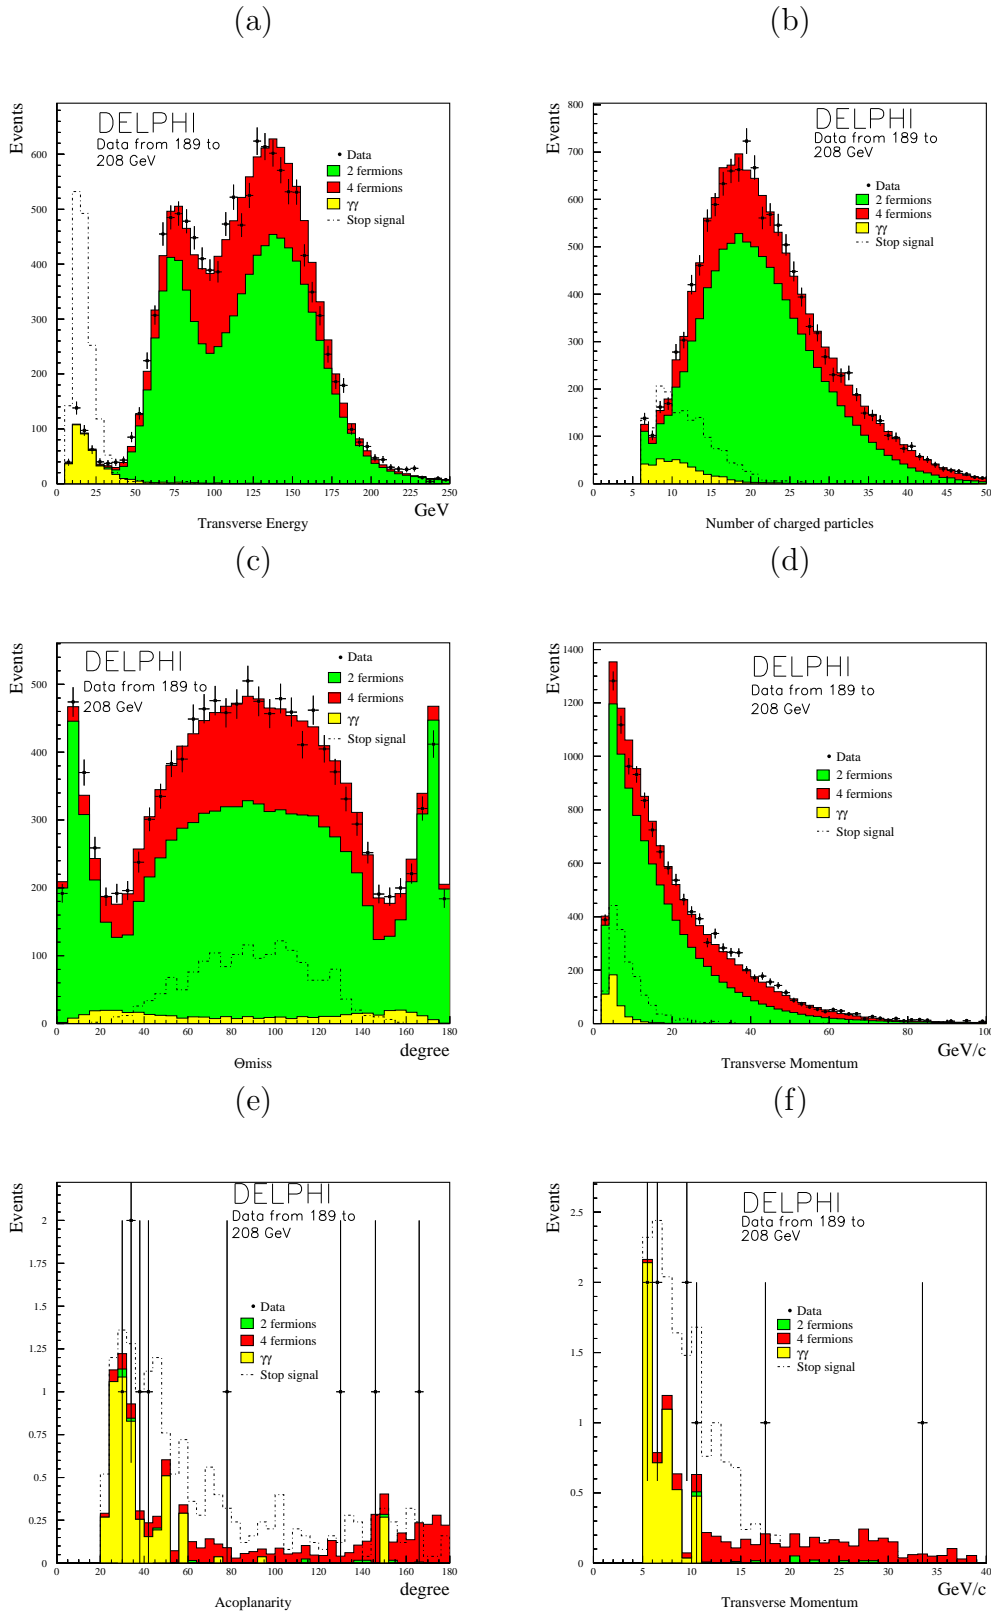 (a)
Events
DELPHI
Data from 189 to
208 GeV
Data
2 fermions
4 fermions
γγ
Stop signal
600
500
400
300
200
100
0
0 25 50 75 100 125 150 175 200 225 250
GeV
Transverse Energy
(b)
Events
DELPHI
Data from 189 to
208 GeV
Data
2 fermions
4 fermions
γγ
Stop signal
800
700
600
500
400
300
200
100
0
0 5 10 15 20 25 30 35 40 45 50
Number of charged particles
(c)
Events
DELPHI
Data from 189 to
208 GeV
Data
2 fermions
4 fermions
γγ
Stop signal
500
400
300
200
100
0
0 20 40 60 80 100 120 140 160 180
degree
Θmiss
(d)
Events
DELPHI
Data from 189 to
208 GeV
Data
2 fermions
4 fermions
γγ
Stop signal
1400
1200
1000
800
600
400
200
0
0 20 40 60 80 100
GeV/c
Transverse Momentum
(e)
Events
DELPHI
Data from 189 to
208 GeV
Data
2 fermions
4 fermions
γγ
Stop signal
2
1.75
1.5
1.25
1
0.75
0.5
0.25
0
0 20 40 60 80 100 120 140 160 180
degree
Acoplanarity
(f)
Events
DELPHI
Data from 189 to
208 GeV
Data
2 fermions
4 fermions
γγ
Stop signal
2.5
2
1.5
1
0.5
0
0 5 10 15 20 25 30 35 40
GeV/c
Transverse Momentum